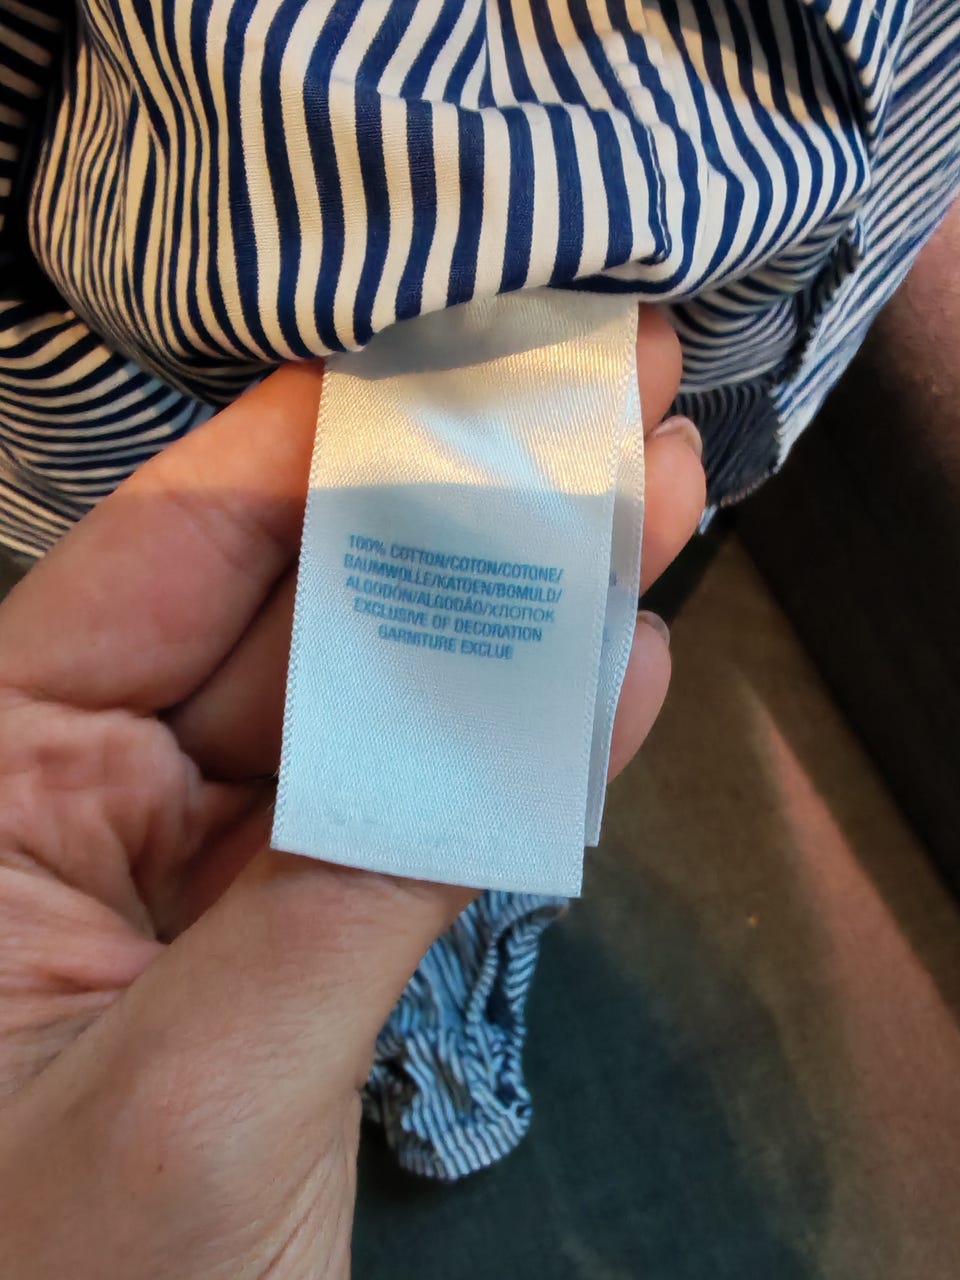 100% COTTON/COTON/COTONE/
BAUMWOLLE/KATOEN/BOMULD/
ALGODÓN/ALGODÃO/ХЛОПОК
EXCLUSIVE OF DECORATION
GARNITURE EXCLUE